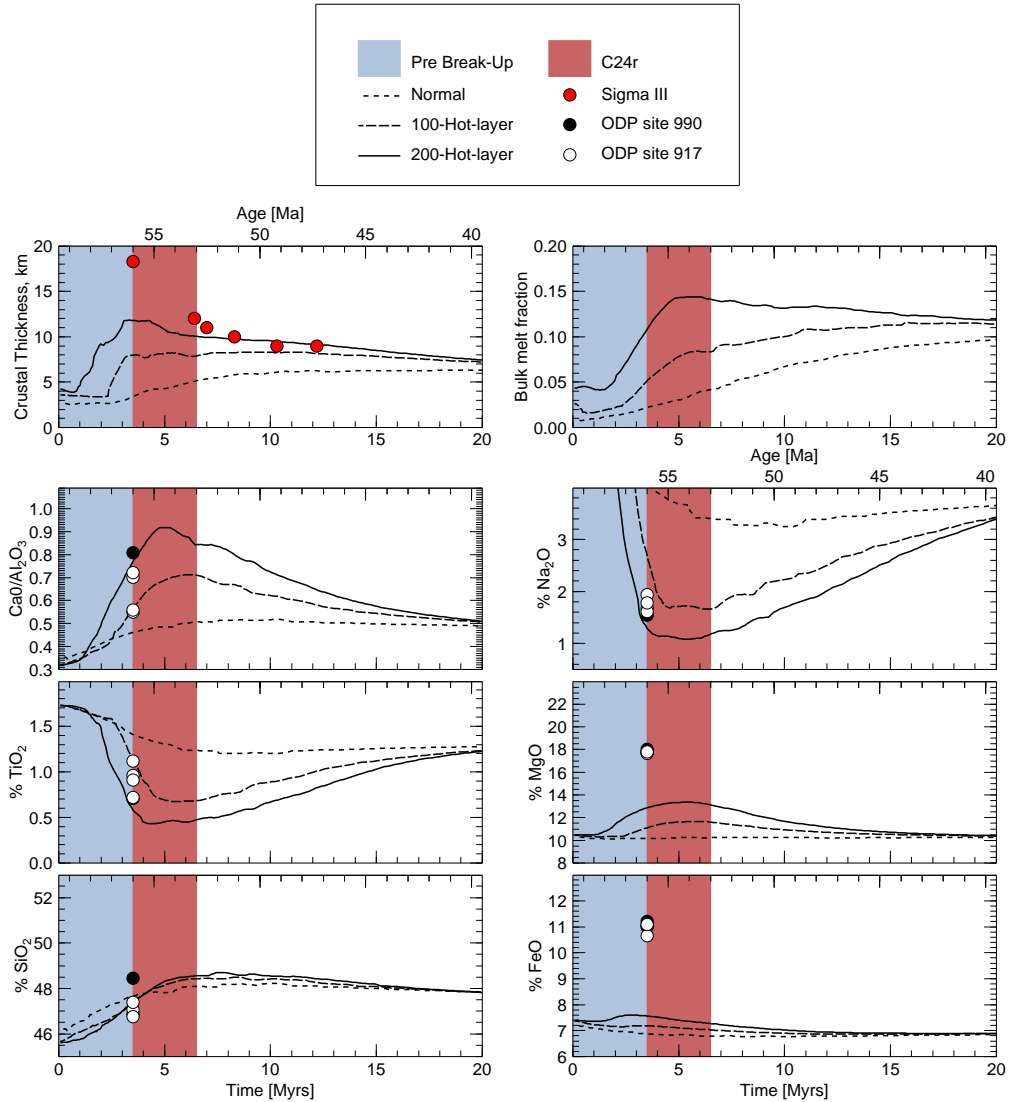 Pre Break-Up
C24r
Normal
Sigma III
100-Hot-layer
ODP site 990
200-Hot-layer
ODP site 917
Age [Ma]
55 50 45 40
Crustal Thickness, km
20
15
10
5
0
0 5 10 15 20
Bulk melt fraction
0.20
0.15
0.10
0.05
0.00
0 5 10 15 20
Age [Ma]
55 50 45 40
Ca0/Al2O3
1.0
0.9
0.8
0.7
0.6
0.5
0.4
0.3
% Na2O
3
2
1
% TiO2
1.5
1.0
0.5
0.0
% MgO
22
20
18
16
14
12
10
8
% SiO2
52
50
48
46
0 5 10 15 20
Time [Myrs]
% FeO
12
11
10
9
8
7
6
0 5 10 15 20
Time [Myrs]